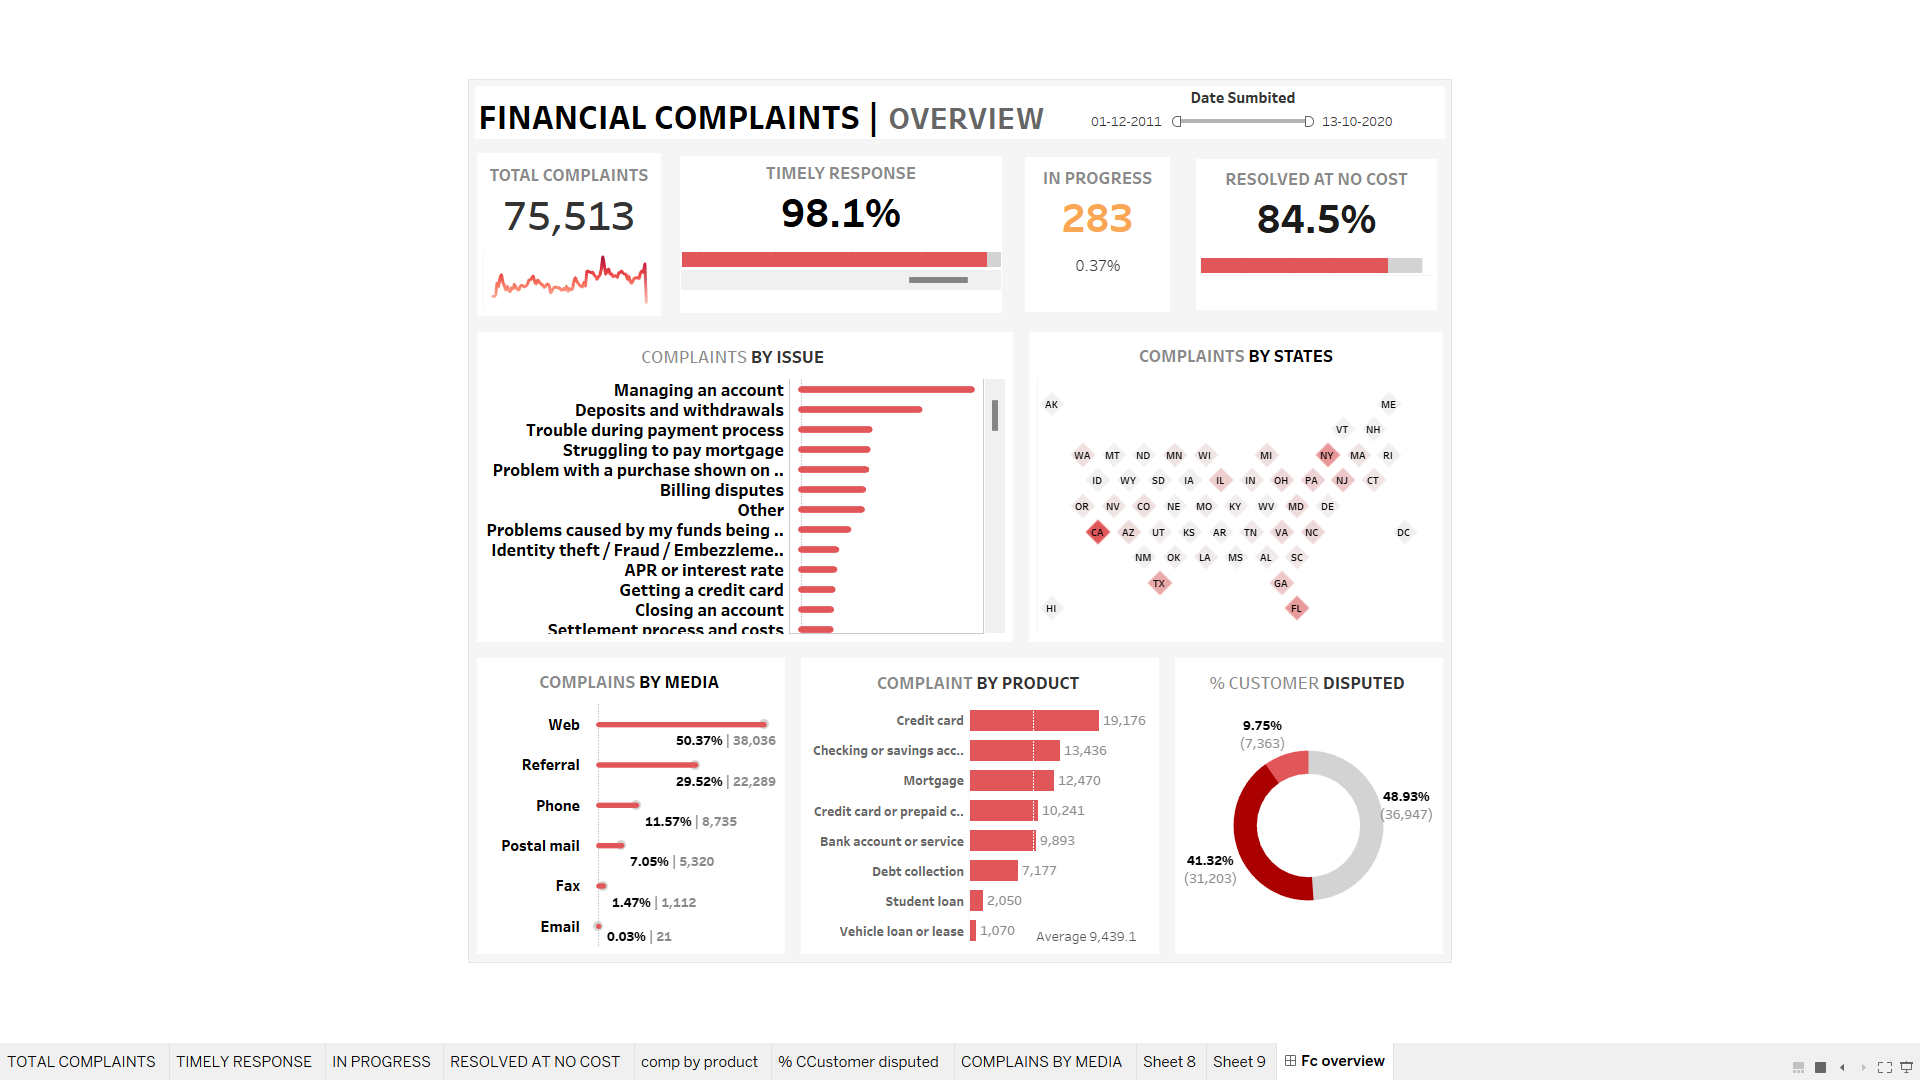 FINANCIAL COMPLAINTS | OVERVIEW
Date Sumbited
01-12-2011
13-10-2020
TOTAL COMPLAINTS
75,513
TIMELY RESPONSE
98.1%
IN PROGRESS
283
0.37%
RESOLVED AT NO COST
84.5%
COMPLAINTS BY ISSUE
Managing an account
Deposits and withdrawals
Trouble during payment process
Struggling to pay mortgage
Problem with a purchase shown on ..
Billing disputes
Other
Problems caused by my funds being ..
Identity theft / Fraud / Embezzleme..
APR or interest rate
Getting a credit card
Closing an account
Settlement process and costs
COMPLAINTS BY STATES
AK ME
VT NH
WA MT ND MN WI MI NY MA RI
ID WY SD IA IL IN OH PA NJ CT
OR NV CO NE MO KY WV MD DE
CA AZ UT KS AR TN VA NC DC
NM OK LA MS AL SC
TX GA
HI FL
COMPLAINS BY MEDIA
Web
50.37% | 38,036
Referral
29.52% | 22,289
Phone
11.57% | 8,735
Postal mail
7.05% | 5,320
Fax
1.47% | 1,112
Email
0.03% | 21
COMPLAINT BY PRODUCT
Credit card 19,176
Checking or savings acc.. 13,436
Mortgage 12,470
Credit card or prepaid c.. 10,241
Bank account or service 9,893
Debt collection 7,177
Student loan 2,050
Vehicle loan or lease 1,070
Average 9,439.1
% CUSTOMER DISPUTED
9.75%
(7,363)
48.93%
(36,947)
41.32%
(31,203)
TOTAL COMPLAINTS TIMELY RESPONSE IN PROGRESS RESOLVED AT NO COST comp by product % CCustomer disputed COMPLAINS BY MEDIA Sheet 8 Sheet 9 Fc overview